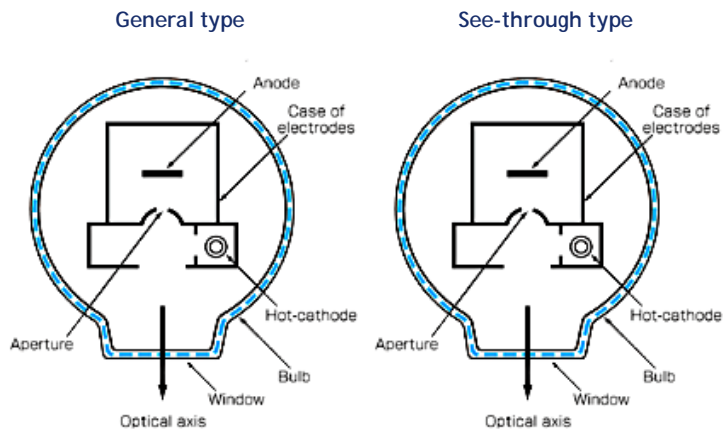 General type
See-through type
Anode
Case of
electrodes
Hot-cathode
Aperture
Bulb
Window
Optical axis
Anode
Case of
electrodes
Hot-cathode
Aperture
Bulb
Window
Optical axis